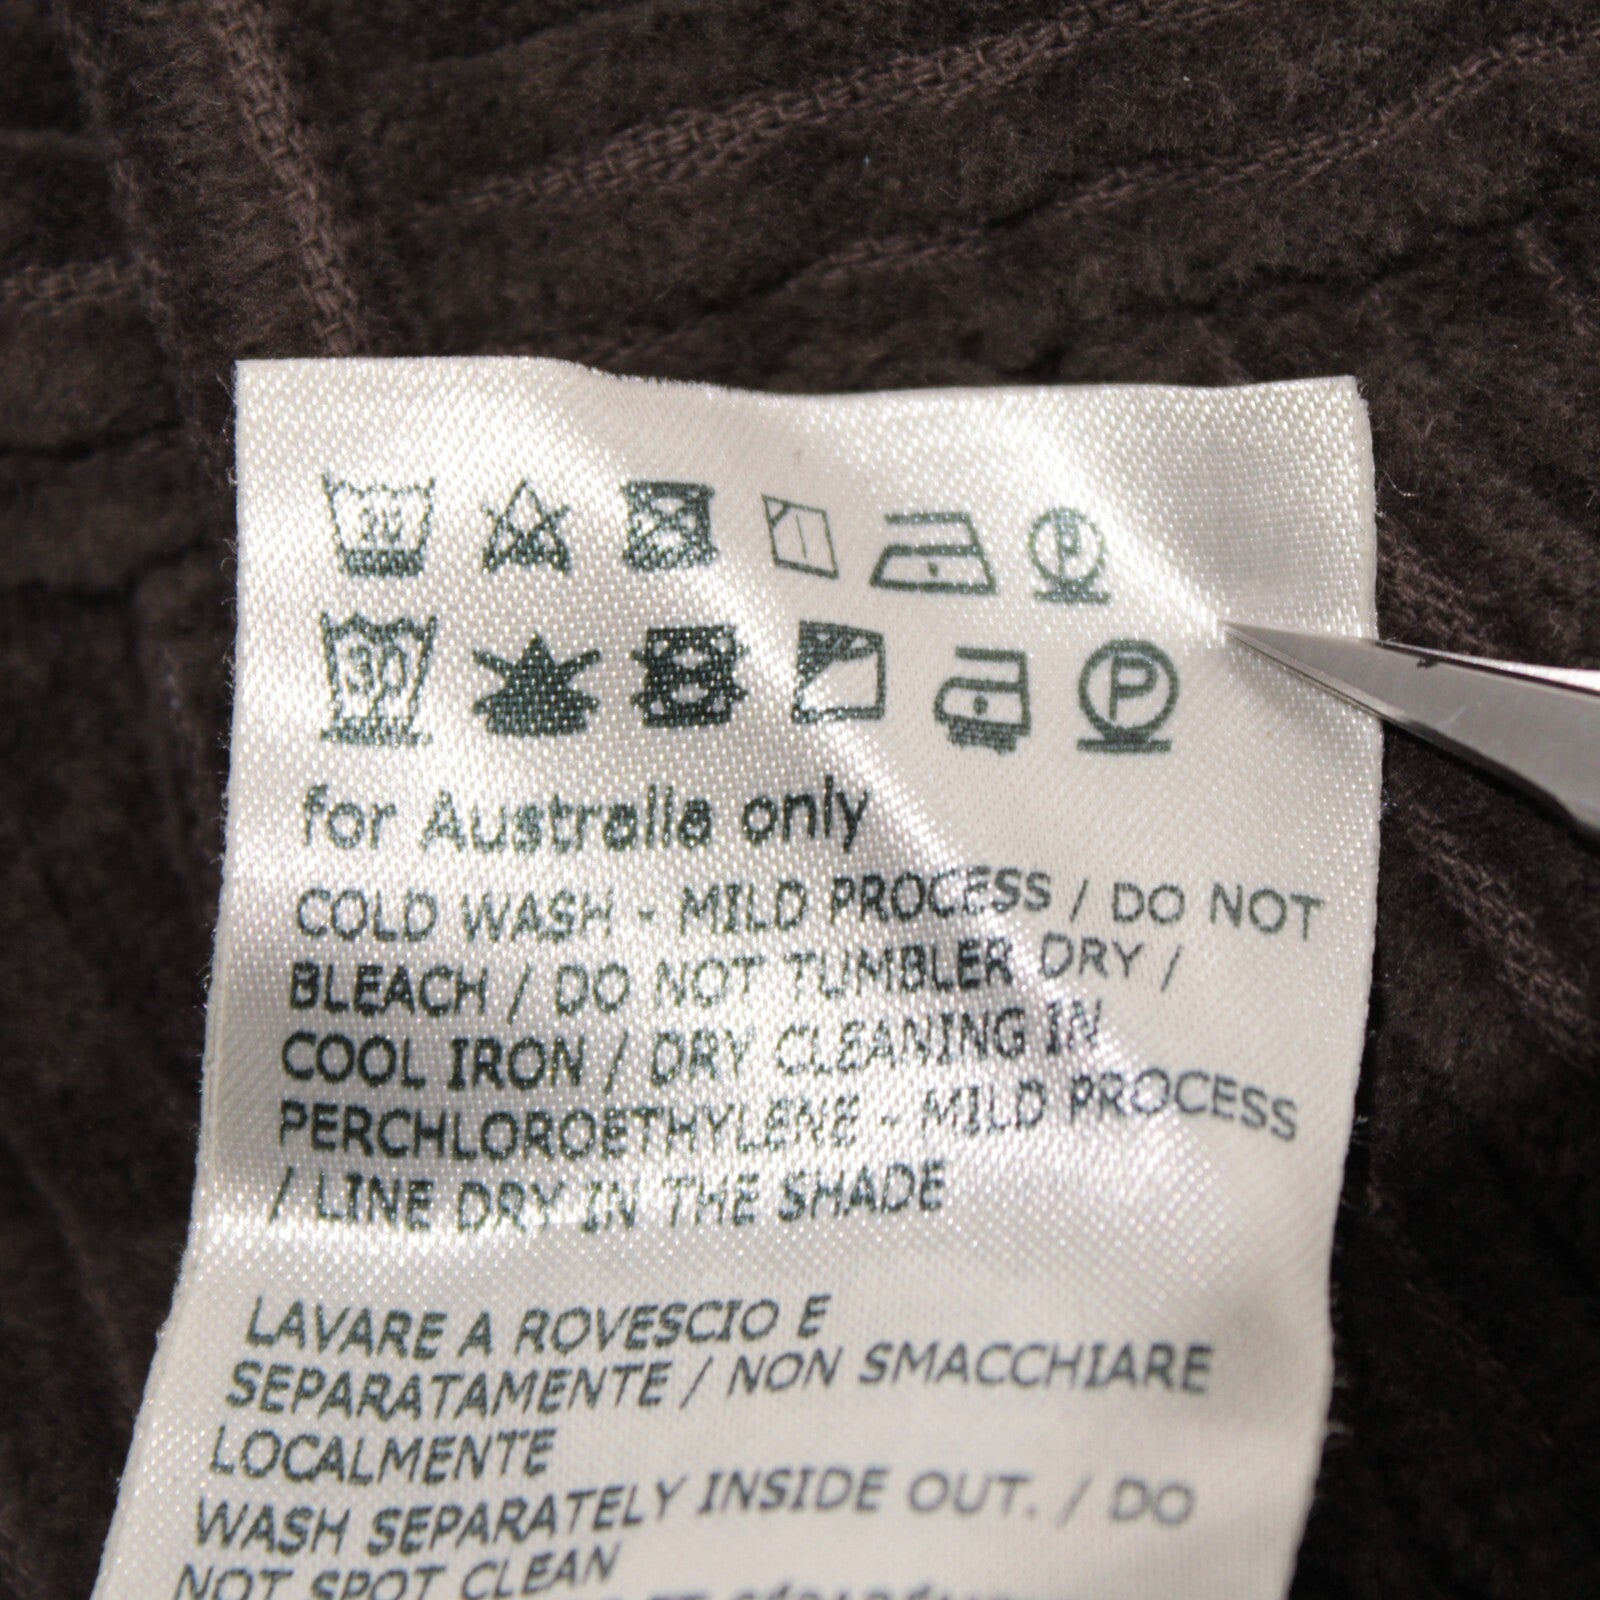 30 P
30 P
for Australia only
COLD WASH - MILD PROCESS / DO NOT
BLEACH / DO NOT TUMBLER DRY /
COOL IRON / DRY CLEANING IN
PERCHLOROETHYLENE - MILD PROCESS
/ LINE DRY IN THE SHADE
LAVARE A ROVESCIO E
SEPARATAMENTE / NON SMACCHIARE
LOCALMENTE
WASH SEPARATELY INSIDE OUT. / DO
NOT SPOT CLEAN